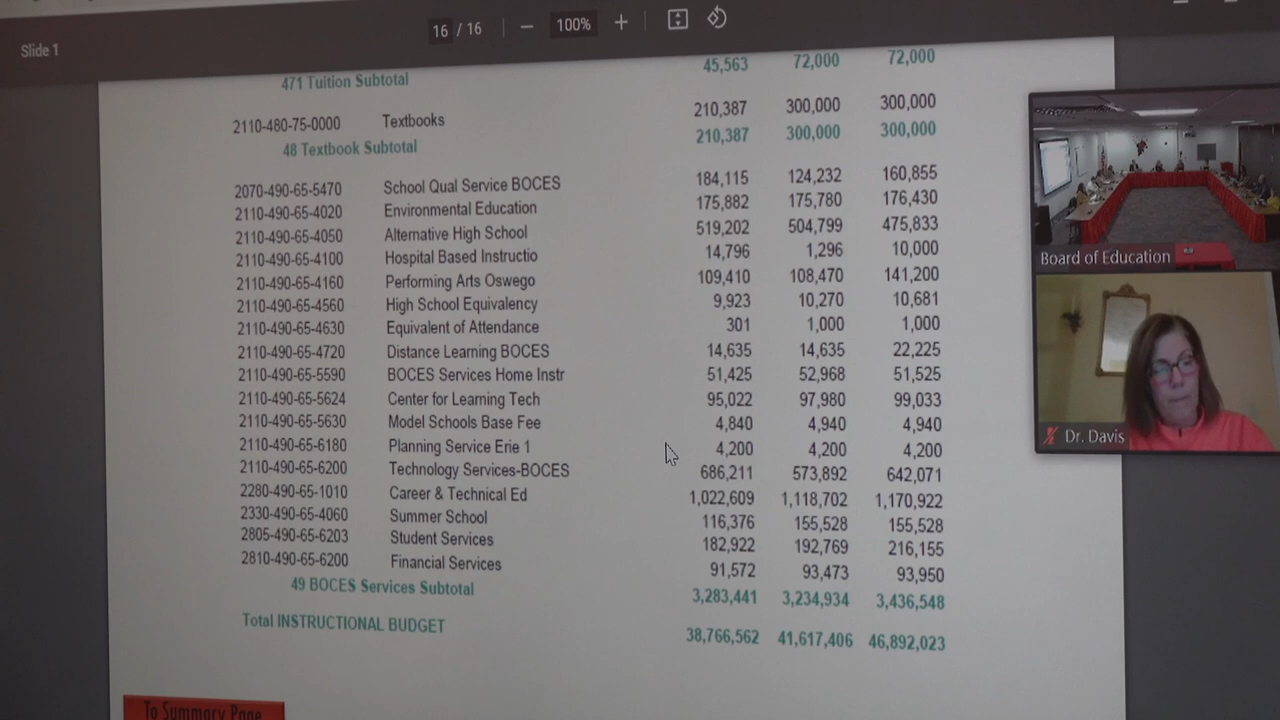 Slide 1
16 / 16
100%
471 Tuition Subtotal 45,563 72,000 72,000
2110-480-75-0000 Textbooks 210,387 300,000 300,000
48 Textbook Subtotal 210,387 300,000 300,000
2070-490-65-5470 School Qual Service BOCES 184,115 124,232 160,855
2110-490-65-4020 Environmental Education 175,882 175,780 176,430
2110-490-65-4050 Alternative High School 519,202 504,799 475,833
2110-490-65-4100 Hospital Based Instructio 14,796 1,296 10,000
2110-490-65-4160 Performing Arts Oswego 109,410 108,470 141,200
2110-490-65-4560 High School Equivalency 9,923 10,270 10,681
2110-490-65-4630 Equivalent of Attendance 301 1,000 1,000
2110-490-65-4720 Distance Learning BOCES 14,635 14,635 22,225
2110-490-65-5590 BOCES Services Home Instr 51,425 52,968 51,525
2110-490-65-5624 Center for Learning Tech 95,022 97,980 99,033
2110-490-65-5630 Model Schools Base Fee 4,840 4,940 4,940
2110-490-65-6180 Planning Service Erie 1 4,200 4,200 4,200
2110-490-65-6200 Technology Services-BOCES 686,211 573,892 642,071
2280-490-65-1010 Career & Technical Ed 1,022,609 1,118,702 1,170,922
2330-490-65-4060 Summer School 116,376 155,528 155,528
2805-490-65-6203 Student Services 182,922 192,769 216,155
2810-490-65-6200 Financial Services 91,572 93,473 93,950
49 BOCES Services Subtotal 3,283,441 3,234,934 3,436,548
Total INSTRUCTIONAL BUDGET 38,766,562 41,617,406 46,892,023
To Summary Page
Board of Education
Dr. Davis